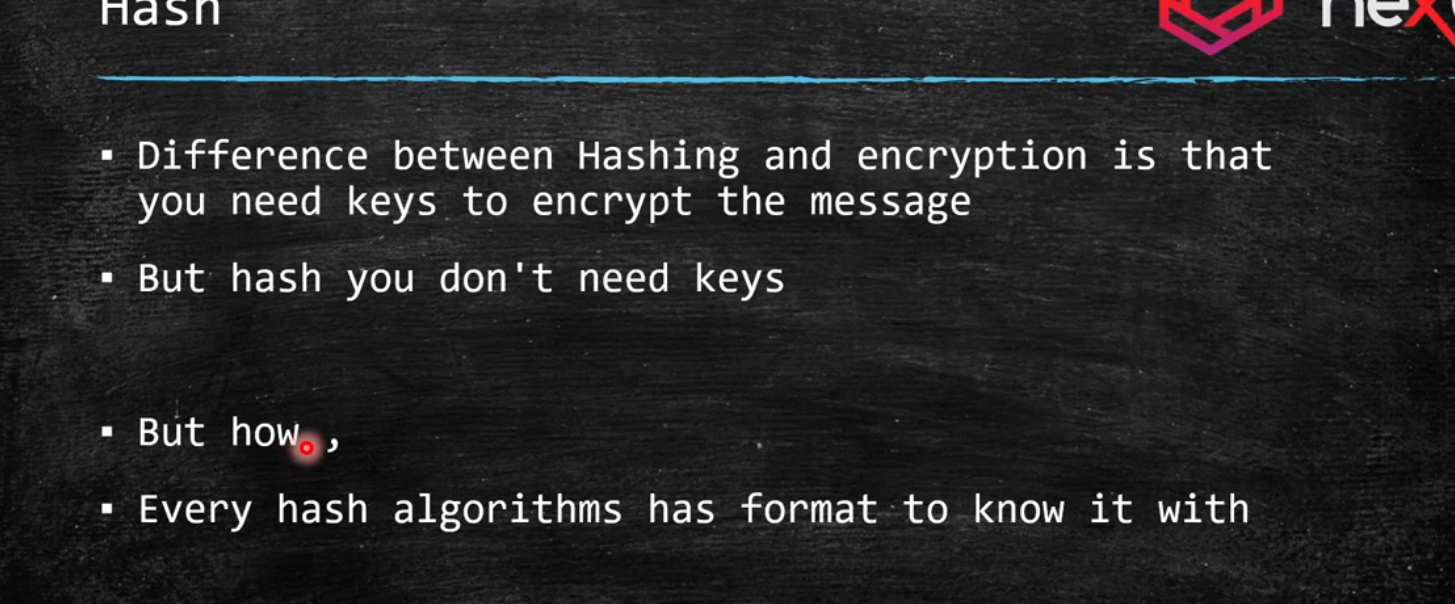 Hash
▪ Difference between Hashing and encryption is that
you need keys to encrypt the message
▪ But hash you don't need keys
▪ But how ,
▪ Every hash algorithms has format to know it with